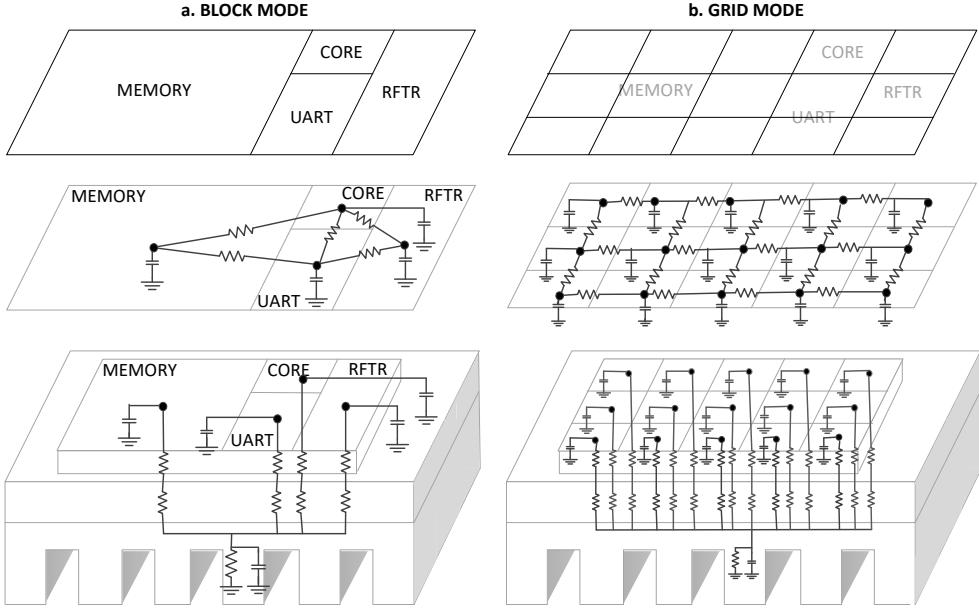 a. BLOCK MODE
CORE
MEMORY
RFTR
UART
MEMORY
CORE
RFTR
UART
MEMORY
CORE
RFTR
UART
b. GRID MODE
CORE
MEMORY
RFTR
UART